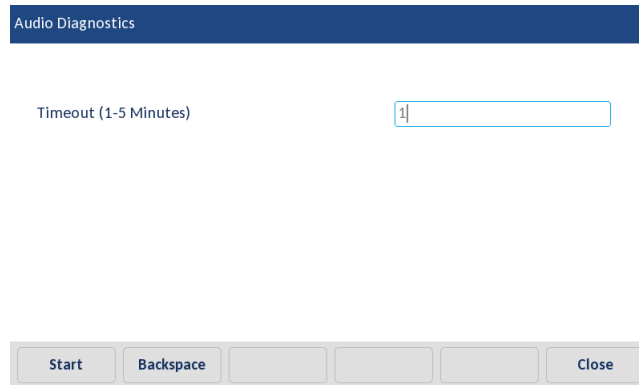 Audio Diagnostics
Timeout (1-5 Minutes)
1
Start
Backspace
Close